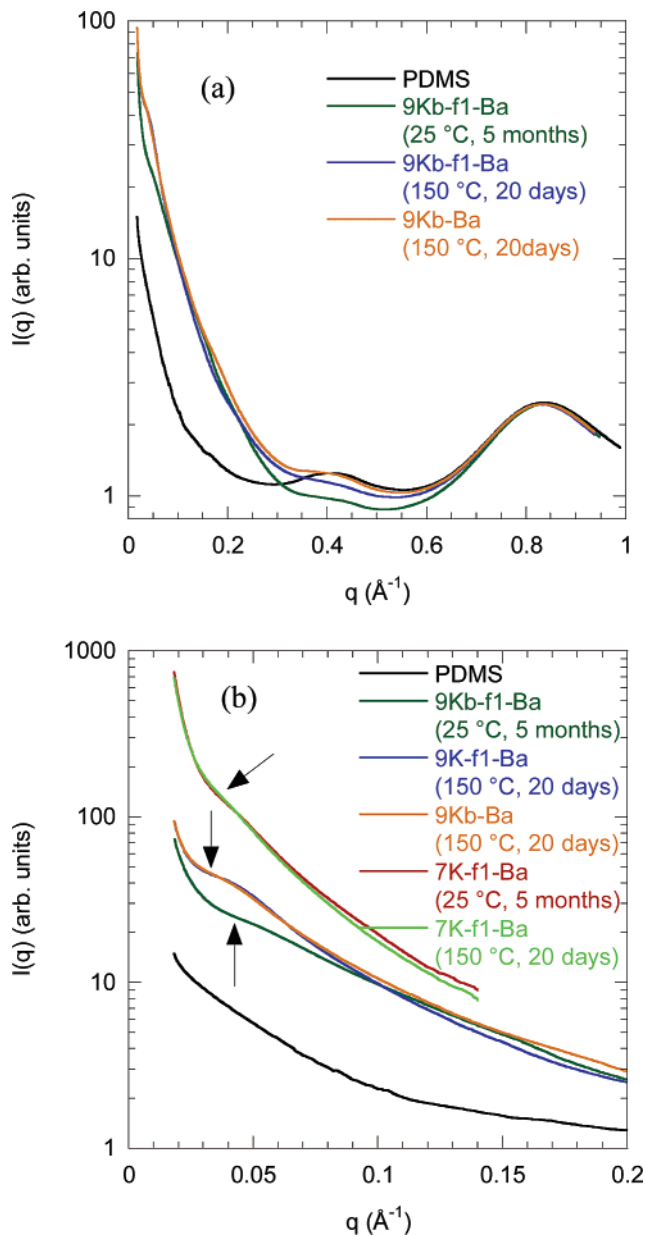 100
(a)
PDMS
9Kb-f1-Ba
(25 °C, 5 months)
9Kb-f1-Ba
(150 °C, 20 days)
9Kb-Ba
(150 °C, 20days)
10
1
I(q) (arb. units)
0 0.2 0.4 0.6 0.8 1
q (Å-1)
1000
(b)
PDMS
9Kb-f1-Ba
(25 °C, 5 months)
9K-f1-Ba
(150 °C, 20 days)
9Kb-Ba
(150 °C, 20 days)
7K-f1-Ba
(25 °C, 5 months)
7K-f1-Ba
(150 °C, 20 days)
100
10
1
I(q) (arb. units)
0 0.05 0.1 0.15 0.2
q (Å-1)